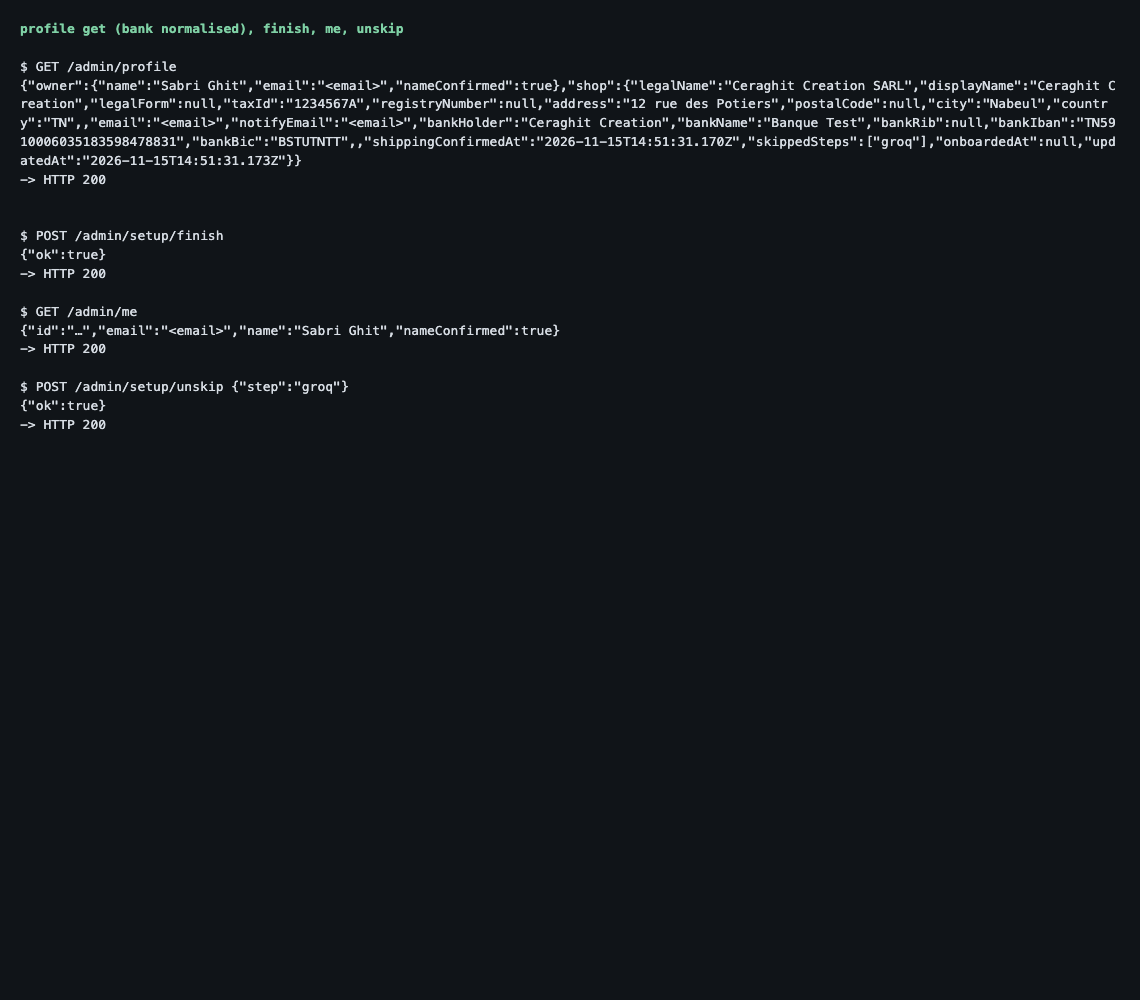 profile get (bank normalised), finish, me, unskip
$ GET /admin/profile
{"owner":{"name":"Sabri Ghit","email":"<email>","nameConfirmed":true},"shop":{"legalName":"Ceraghit Creation SARL","displayName":"Ceraghit C
reation","legalForm":null,"taxId":"1234567A","registryNumber":null,"address":"12 rue des Potiers","postalCode":null,"city":"Nabeul","countr
y":"TN",,"email":"<email>","notifyEmail":"<email>","bankHolder":"Ceraghit Creation","bankName":"Banque Test","bankRib":null,"bankIban":"TN59
10006035183598478831","bankBic":"BSTUTNTT",,"shippingConfirmedAt":"2026-11-15T14:51:31.170Z","skippedSteps":["groq"],"onboardedAt":null,"upd
atedAt":"2026-11-15T14:51:31.173Z"}}
—> HTTP 200
$ POST /admin/setup/finish
{"ok":true}
—> HTTP 200
$ GET /admin/me
{"id":"…","email":"<email>","name":"Sabri Ghit","nameConfirmed":true}
—> HTTP 200
$ POST /admin/setup/unskip {"step":"groq"}
{"ok":true}
—> HTTP 200